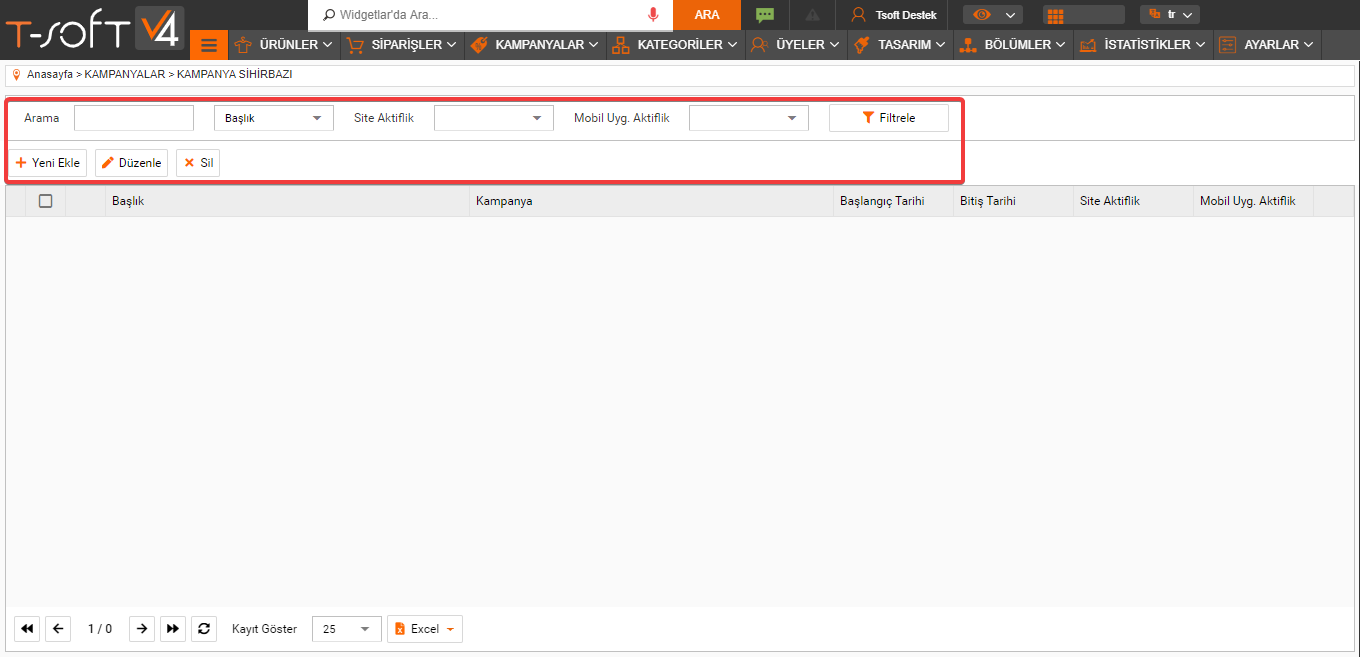 T-SOFT V4
Widgetlar'da Ara...
ARA
Tsoft Destek
tr
ÜRÜNLER
SİPARİŞLER
KAMPANYALAR
KATEGORİLER
ÜYELER
TASARIM
BÖLÜMLER
İSTATİSTİKLER
AYARLAR
Anasayfa > KAMPANYALAR > KAMPANYA SİHİRBAZI
Arama
Başlık
Site Aktiflik
Mobil Uyg. Aktiflik
Filtrele
Yeni Ekle
Düzenle
Sil
Başlık
Kampanya
Başlangıç Tarihi
Bitiş Tarihi
Site Aktiflik
Mobil Uyg. Aktiflik
1 / 0
Kayıt Göster
25
Excel